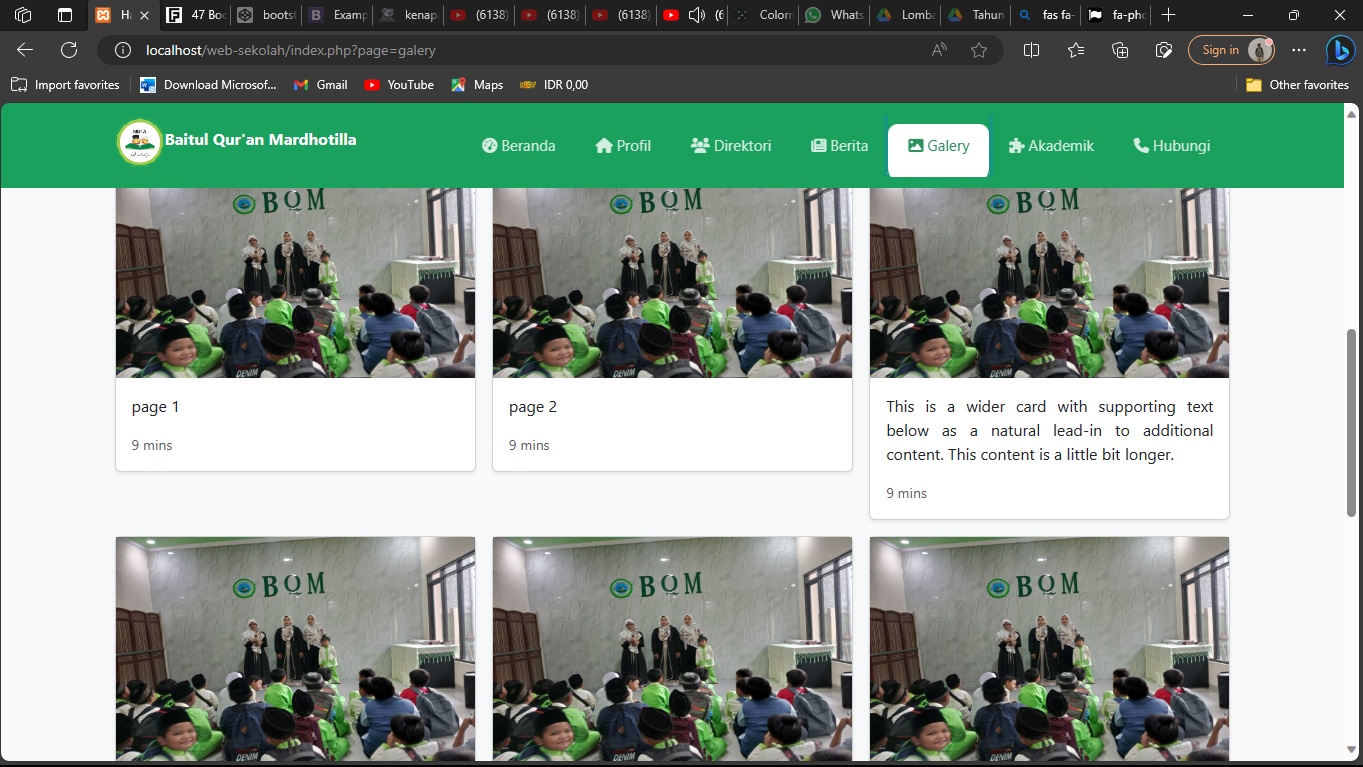 Ha
47 Boo
bootst
Examp
kenap
(6138)
(6138)
(6138)
(6
Colorn
Whats
Lomba
Tahun
fas fa-
fa-pho
localhost/web-sekolah/index.php?page=galery
Sign in
Import favorites
Download Microsof...
Gmail
YouTube
Maps
IDR 0,00
Other favorites
Baitul Qur'an Mardhotilla
Beranda
Profil
Direktori
Berita
Galery
Akademik
Hubungi
BQM
BQM
BQM
DENIM
DENIM
DENIM
page 1
page 2
This is a wider card with supporting text
below as a natural lead-in to additional
content. This content is a little bit longer.
9 mins
9 mins
9 mins
BQM
BQM
BQM